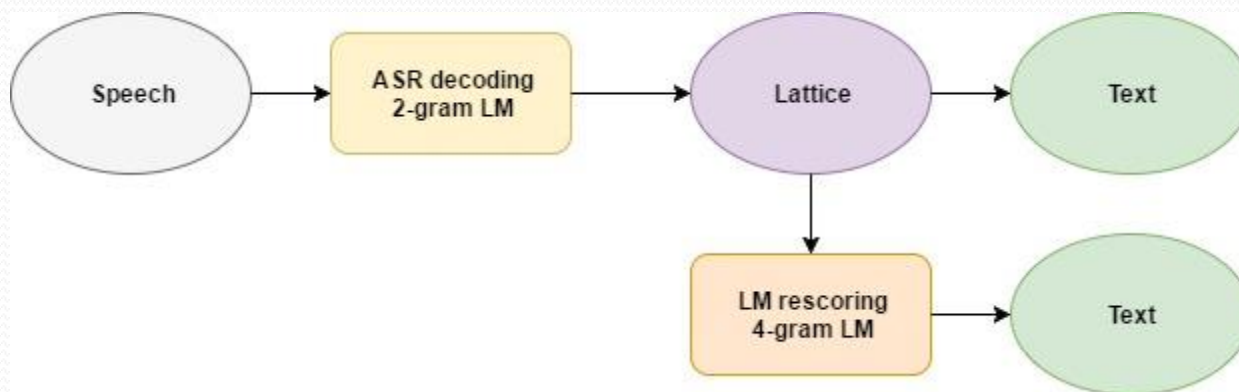 Speech
ASR decoding
2-gram LM
Lattice
Text
LM rescoring
4-gram LM
Text